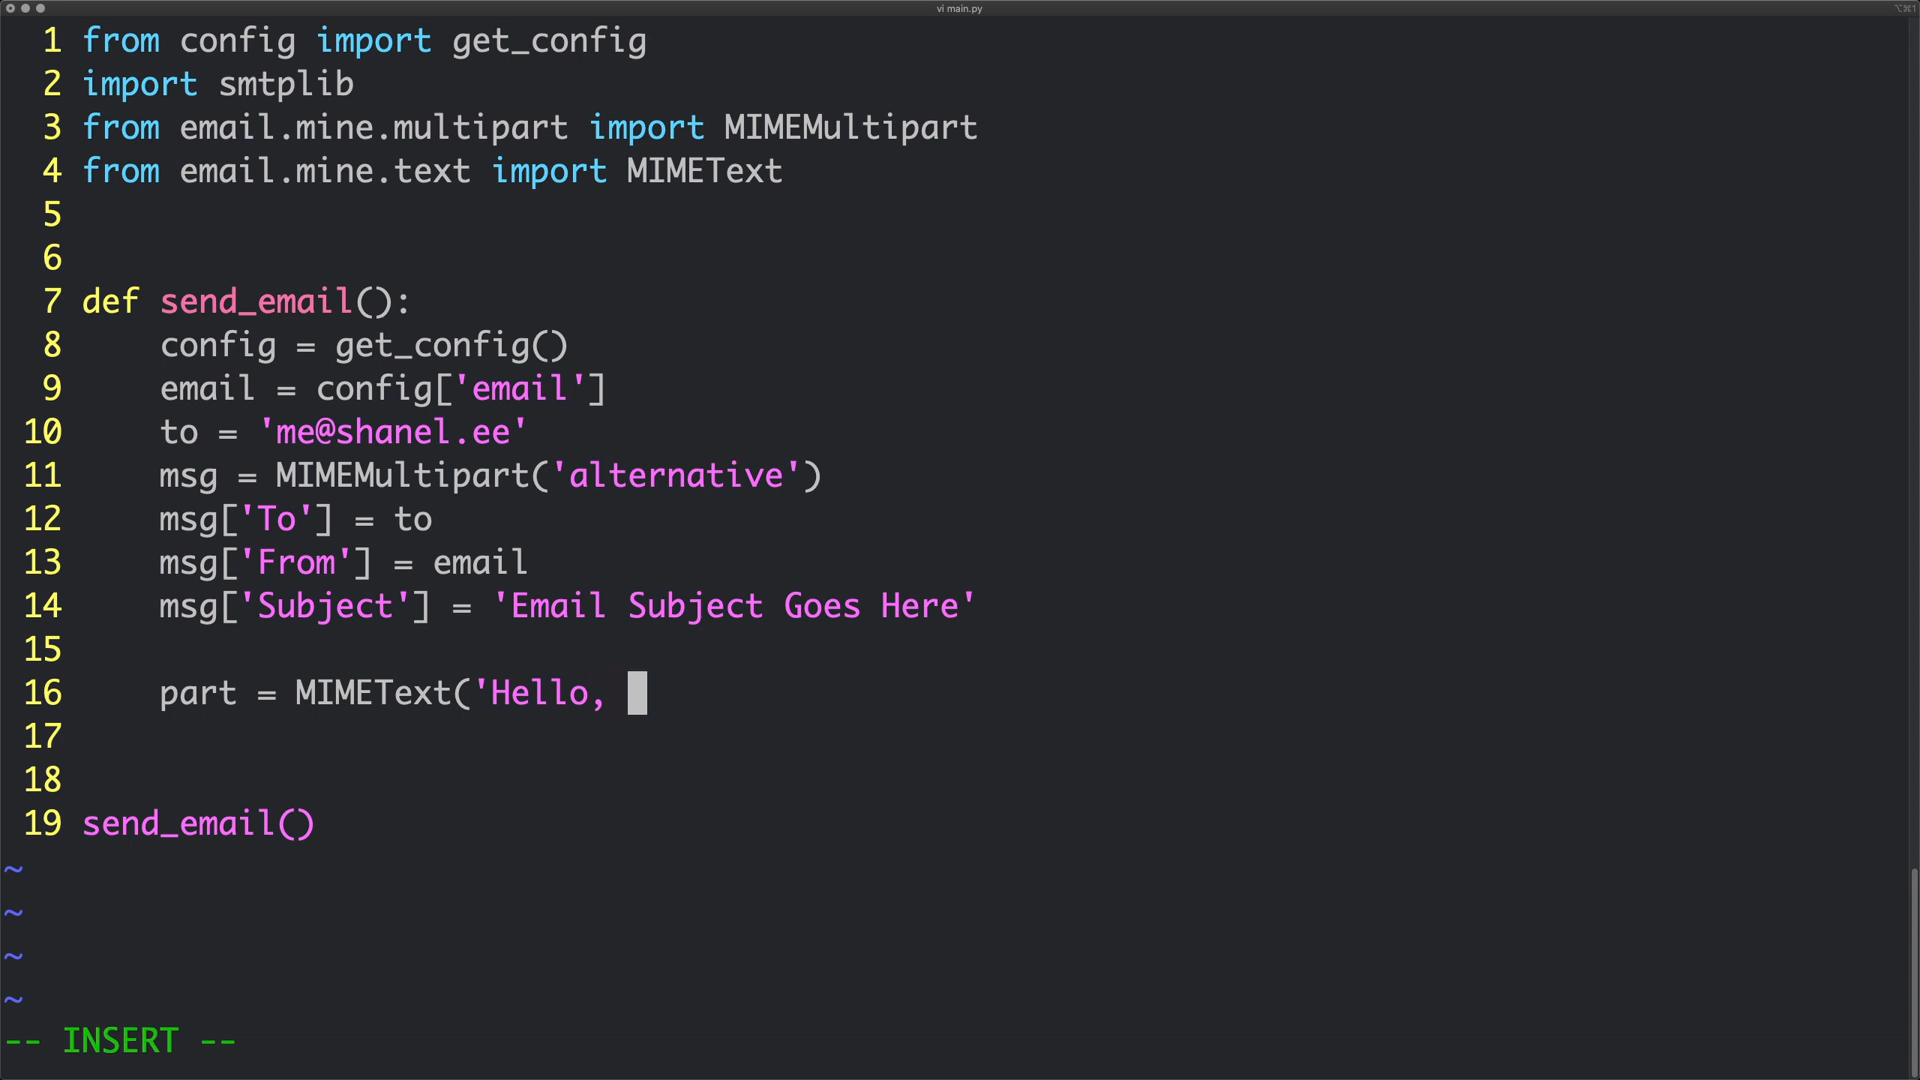 vi main.py
⌥⌘1
1 from config import get_config
2 import smtplib
3 from email.mine.multipart import MIMEMultipart
4 from email.mine.text import MIMEText
5
6
7 def send_email():
8     config = get_config()
9     email = config['email']
10     to = 'me@shanel.ee'
11     msg = MIMEMultipart('alternative')
12     msg['To'] = to
13     msg['From'] = email
14     msg['Subject'] = 'Email Subject Goes Here'
15
16     part = MIMEText('Hello, 
17
18
19 send_email()
~
~
~
~
-- INSERT --